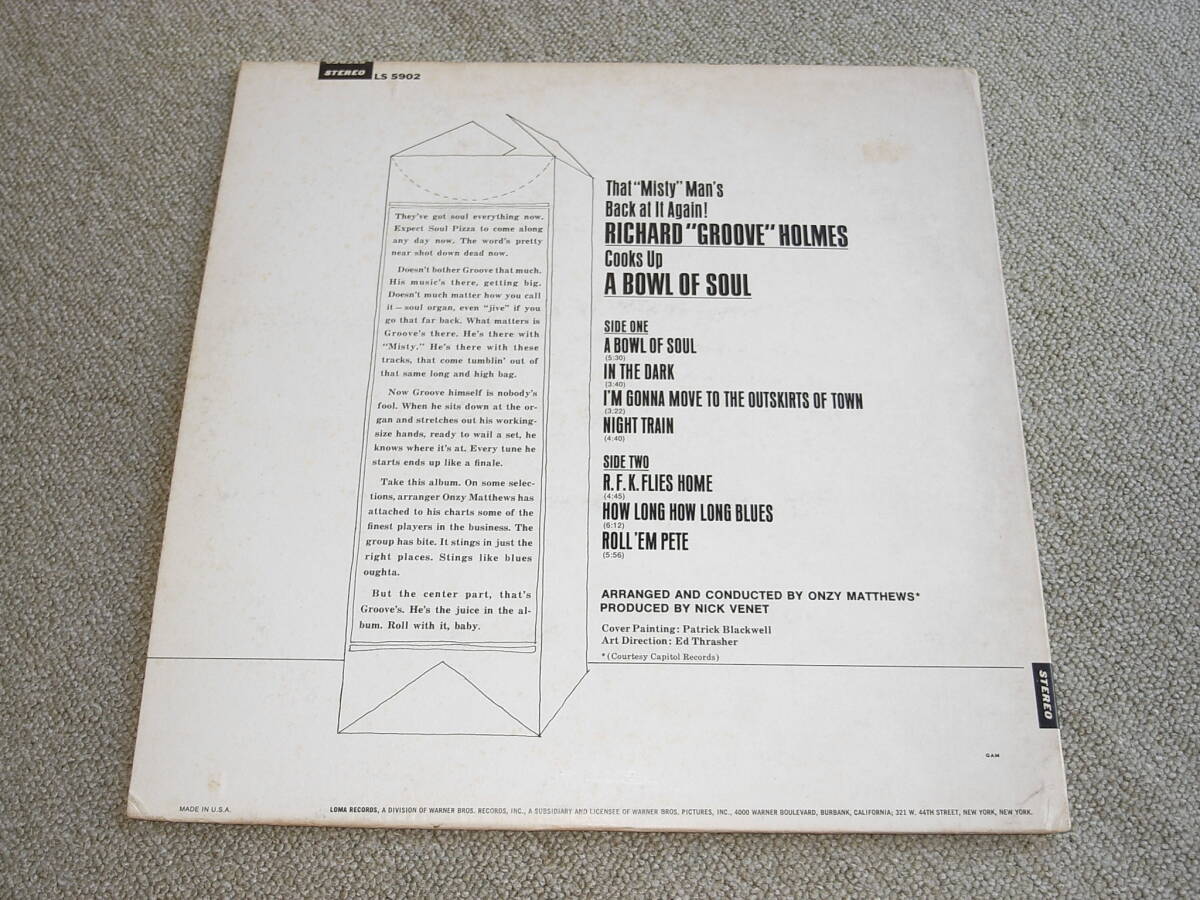 STEREO LS 5902
They've got soul everything now.
Expect Soul Pizza to come along
any day now. The word's pretty
near shot down dead now.
Doesn't bother Groove that much.
His music's there, getting big.
Doesn't much matter how you call
it — soul organ, even "jive" if you
go that far back. What matters is
Groove's there. He's there with
"Misty." He's there with these
tracks, that come tumblin' out of
that same long and high bag.
Now Groove himself is nobody's
fool. When he sits down at the or-
gan and stretches out his working-
size hands, ready to wail a set, he
knows where it's at. Every tune he
starts ends up like a finale.
Take this album. On some selec-
tions, arranger Onzy Matthews has
attached to his charts some of the
finest players in the business. The
group has bite. It stings in just the
right places. Stings like blues
oughta.
But the center part, that's
Groove's. He's the juice in the al-
bum. Roll with it, baby.
That "Misty" Man's
Back at It Again!
RICHARD "GROOVE" HOLMES
Cooks Up
A BOWL OF SOUL
SIDE ONE
A BOWL OF SOUL
(5:30)
IN THE DARK
(3:40)
I'M GONNA MOVE TO THE OUTSKIRTS OF TOWN
(3:22)
NIGHT TRAIN
(4:40)
SIDE TWO
R.F.K. FLIES HOME
(4:45)
HOW LONG HOW LONG BLUES
(6:12)
ROLL 'EM PETE
(5:56)
ARRANGED AND CONDUCTED BY ONZY MATTHEWS*
PRODUCED BY NICK VENET
Cover Painting: Patrick Blackwell
Art Direction: Ed Thrasher
*(Courtesy Capitol Records)
STEREO
MADE IN U.S.A.
LOMA RECORDS, A DIVISION OF WARNER BROS. RECORDS, INC., A SUBSIDIARY AND LICENSEE OF WARNER BROS. PICTURES, INC., 4000 WARNER BOULEVARD, BURBANK, CALIFORNIA; 321 W. 44TH STREET, NEW YORK, NEW YORK.